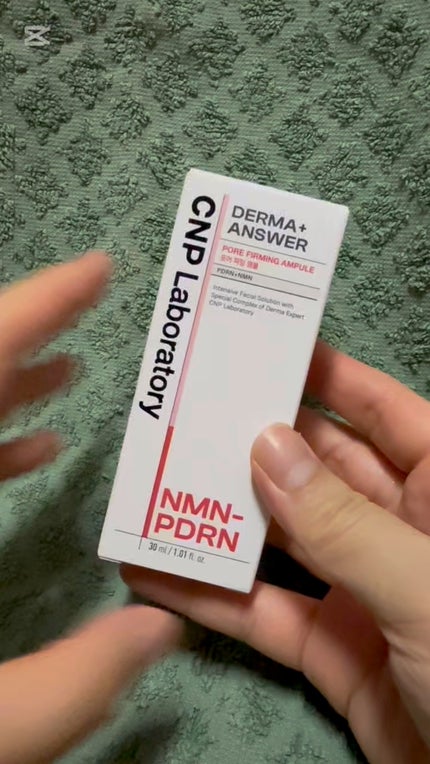 CNP Laboratory
DERMA+
ANSWER
PORE FIRMING AMPULE
포어 퍼밍 앰플
PDRN+NMN
Intensive Facial Solution with
Special Complex of Derma Expert
CNP Laboratory
NMN-
PDRN
30 ml / 1.01 fl. oz.